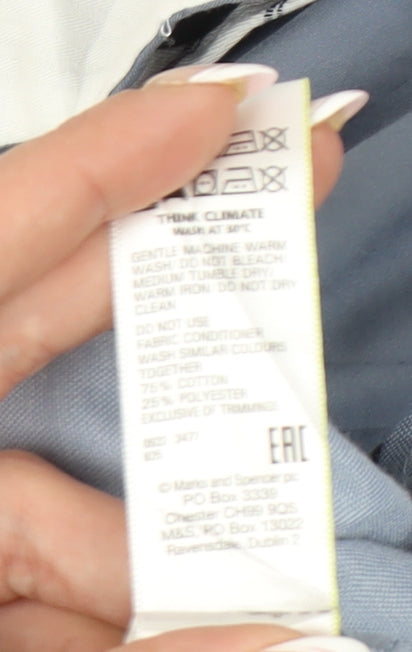 THINK CLIMATE
WASH AT 30°C
GENTLE MACHINE WARM
WASH/ DO NOT BLEACH/
MEDIUM TUMBLE DRY/
WARM IRON/ DO NOT DRY
CLEAN
DO NOT USE
FABRIC CONDITIONER
WASH SIMILAR COLOURS
TOGETHER
75% COTTON
25% POLYESTER
EXCLUSIVE OF TRIMMINGS
3477
EAC
© Marks and Spencer plc
PO Box 3339
Chester CH99 9QS
M&S, PO Box 13022
Ravensdale, Dublin 2